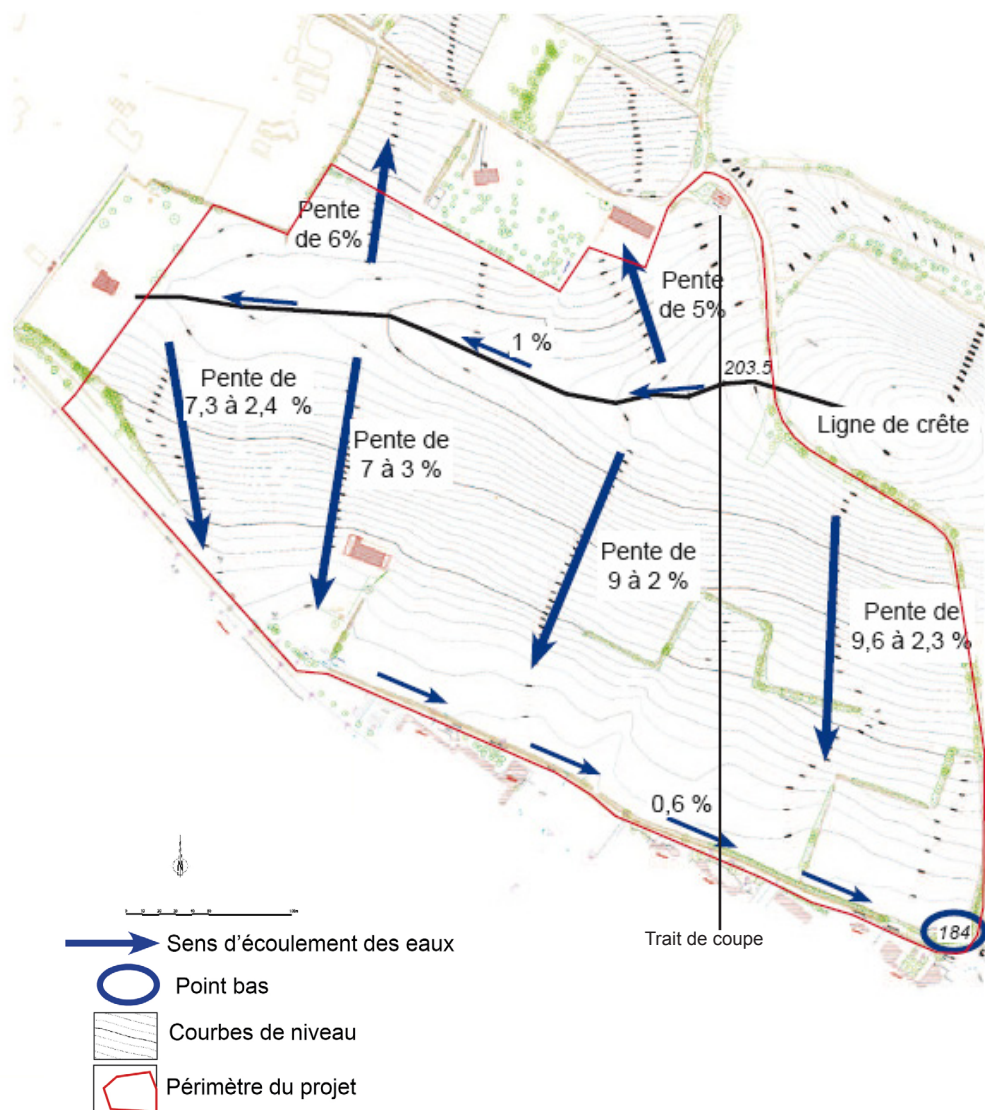 Pente
de 6%
Pente
de 5%
1 %
203.5
Pente de
7,3 à 2,4 %
Ligne de crête
Pente de
7 à 3 %
Pente de
9 à 2 %
Pente de
9,6 à 2,3 %
0,6 %
184
Trait de coupe
Sens d'écoulement des eaux
Point bas
Courbes de niveau
Périmètre du projet